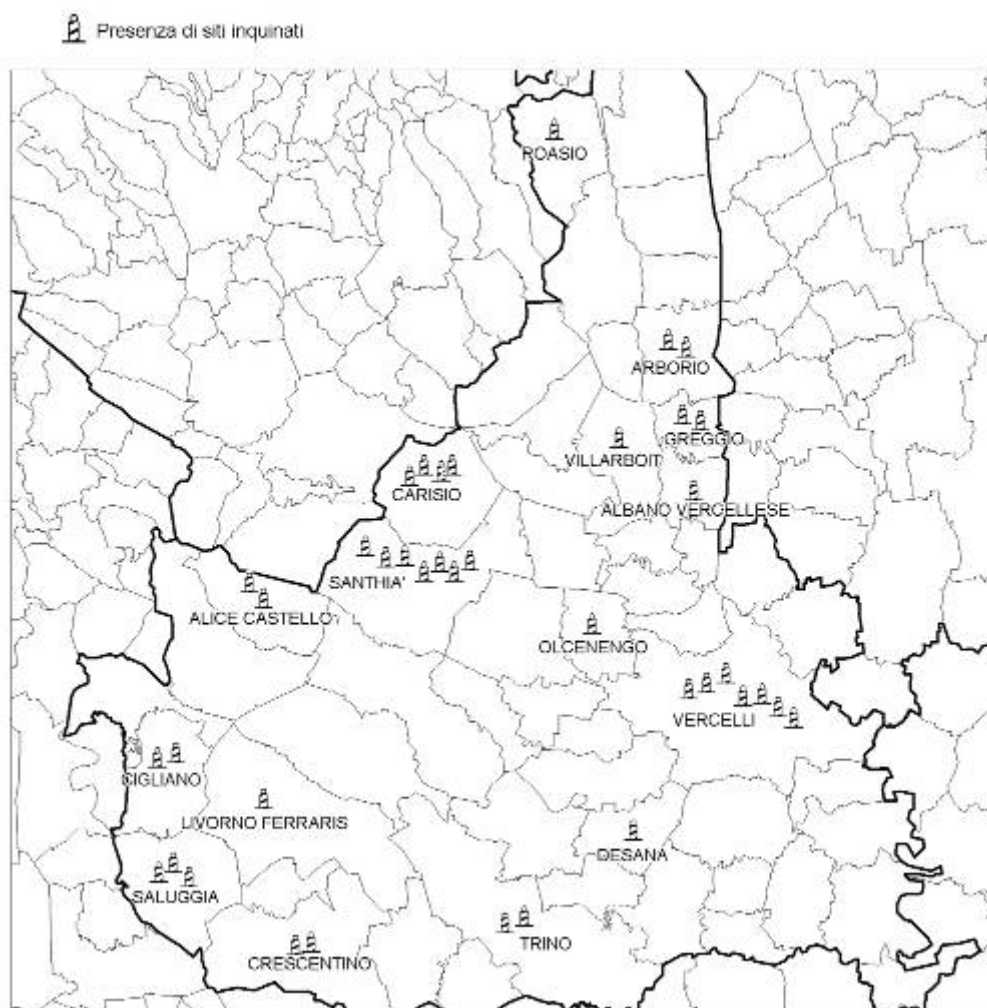 Presenza di siti inquinati
ROASIO
ARBORIO
GREGGIO
VILLARBOIT
CARISIO
ALBANO VERCELLESE
SANTHIA'
ALICE CASTELLO
OLCENENGO
VERCELLI
CIGLIANO
LIVORNO FERRARIS
DESANA
SALUGGIA
TRINO
CRESCENTINO